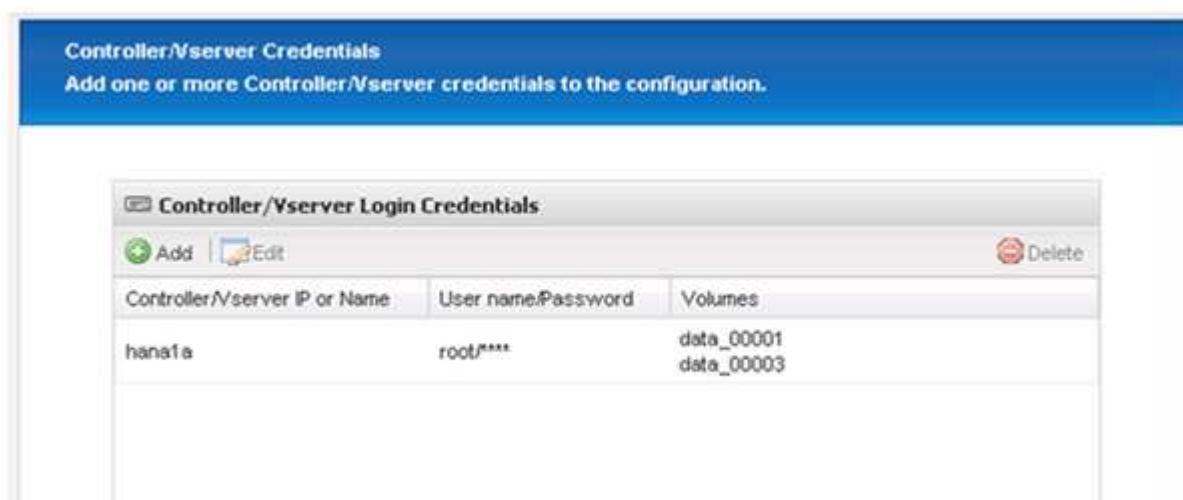 Controller/Vserver Credentials
Add one or more Controller/Vserver credentials to the configuration.
Controller/Vserver Login Credentials
Add Edit Delete
Controller/Vserver IP or Name User name/Password Volumes
hana1a root/**** data_00001
data_00003